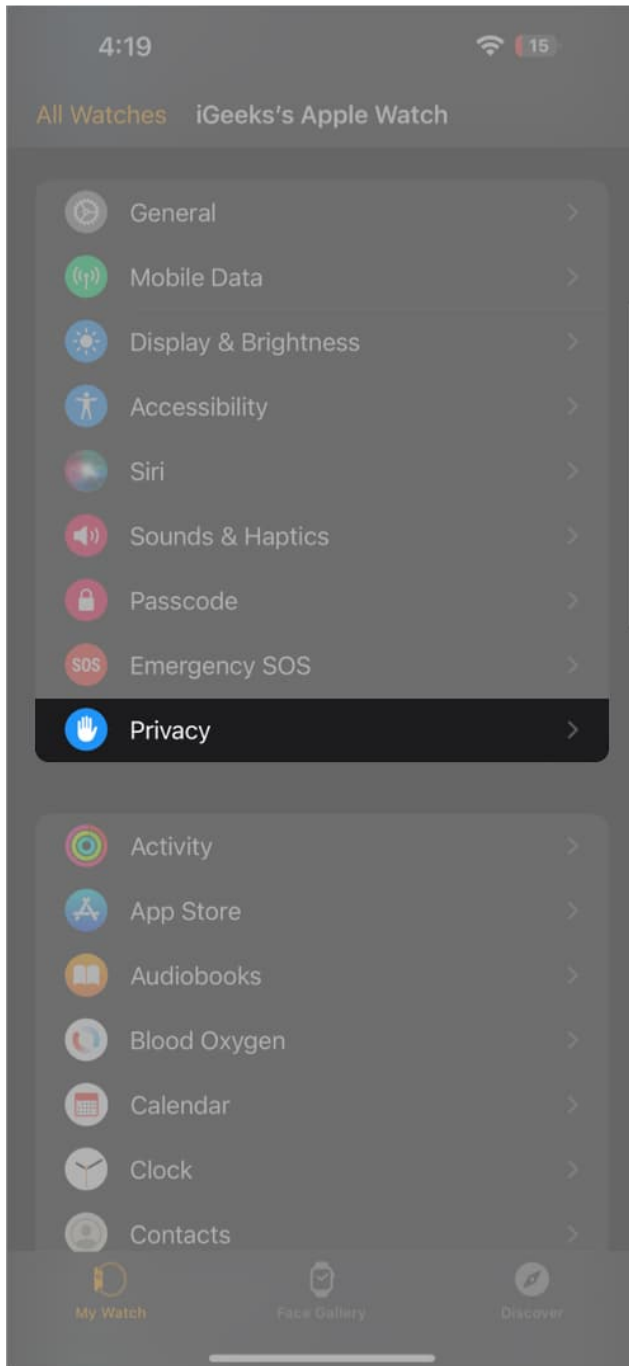 4:19
15
All Watches iGeeks's Apple Watch
General
Mobile Data
Display & Brightness
Accessibility
Siri
Sounds & Haptics
Passcode
SOS Emergency SOS
Privacy
Activity
App Store
Audiobooks
Blood Oxygen
Calendar
Clock
Contacts
My Watch Face Gallery Discover